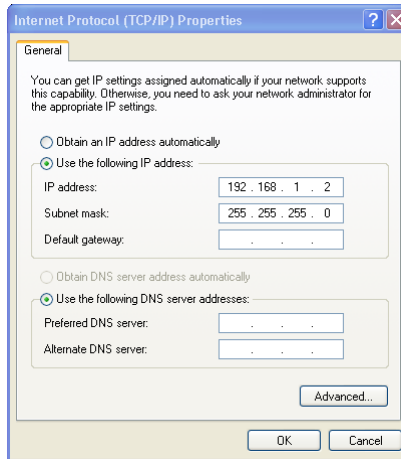 Internet Protocol (TCP/IP) Properties
General
You can get IP settings assigned automatically if your network supports
this capability. Otherwise, you need to ask your network administrator for
the appropriate IP settings.
Obtain an IP address automatically
Use the following IP address:
IP address: 192 . 168 . 1 . 2
Subnet mask: 255 . 255 . 255 . 0
Default gateway: . . .
Obtain DNS server address automatically
Use the following DNS server addresses:
Preferred DNS server: . . .
Alternate DNS server: . . .
Advanced...
OK Cancel